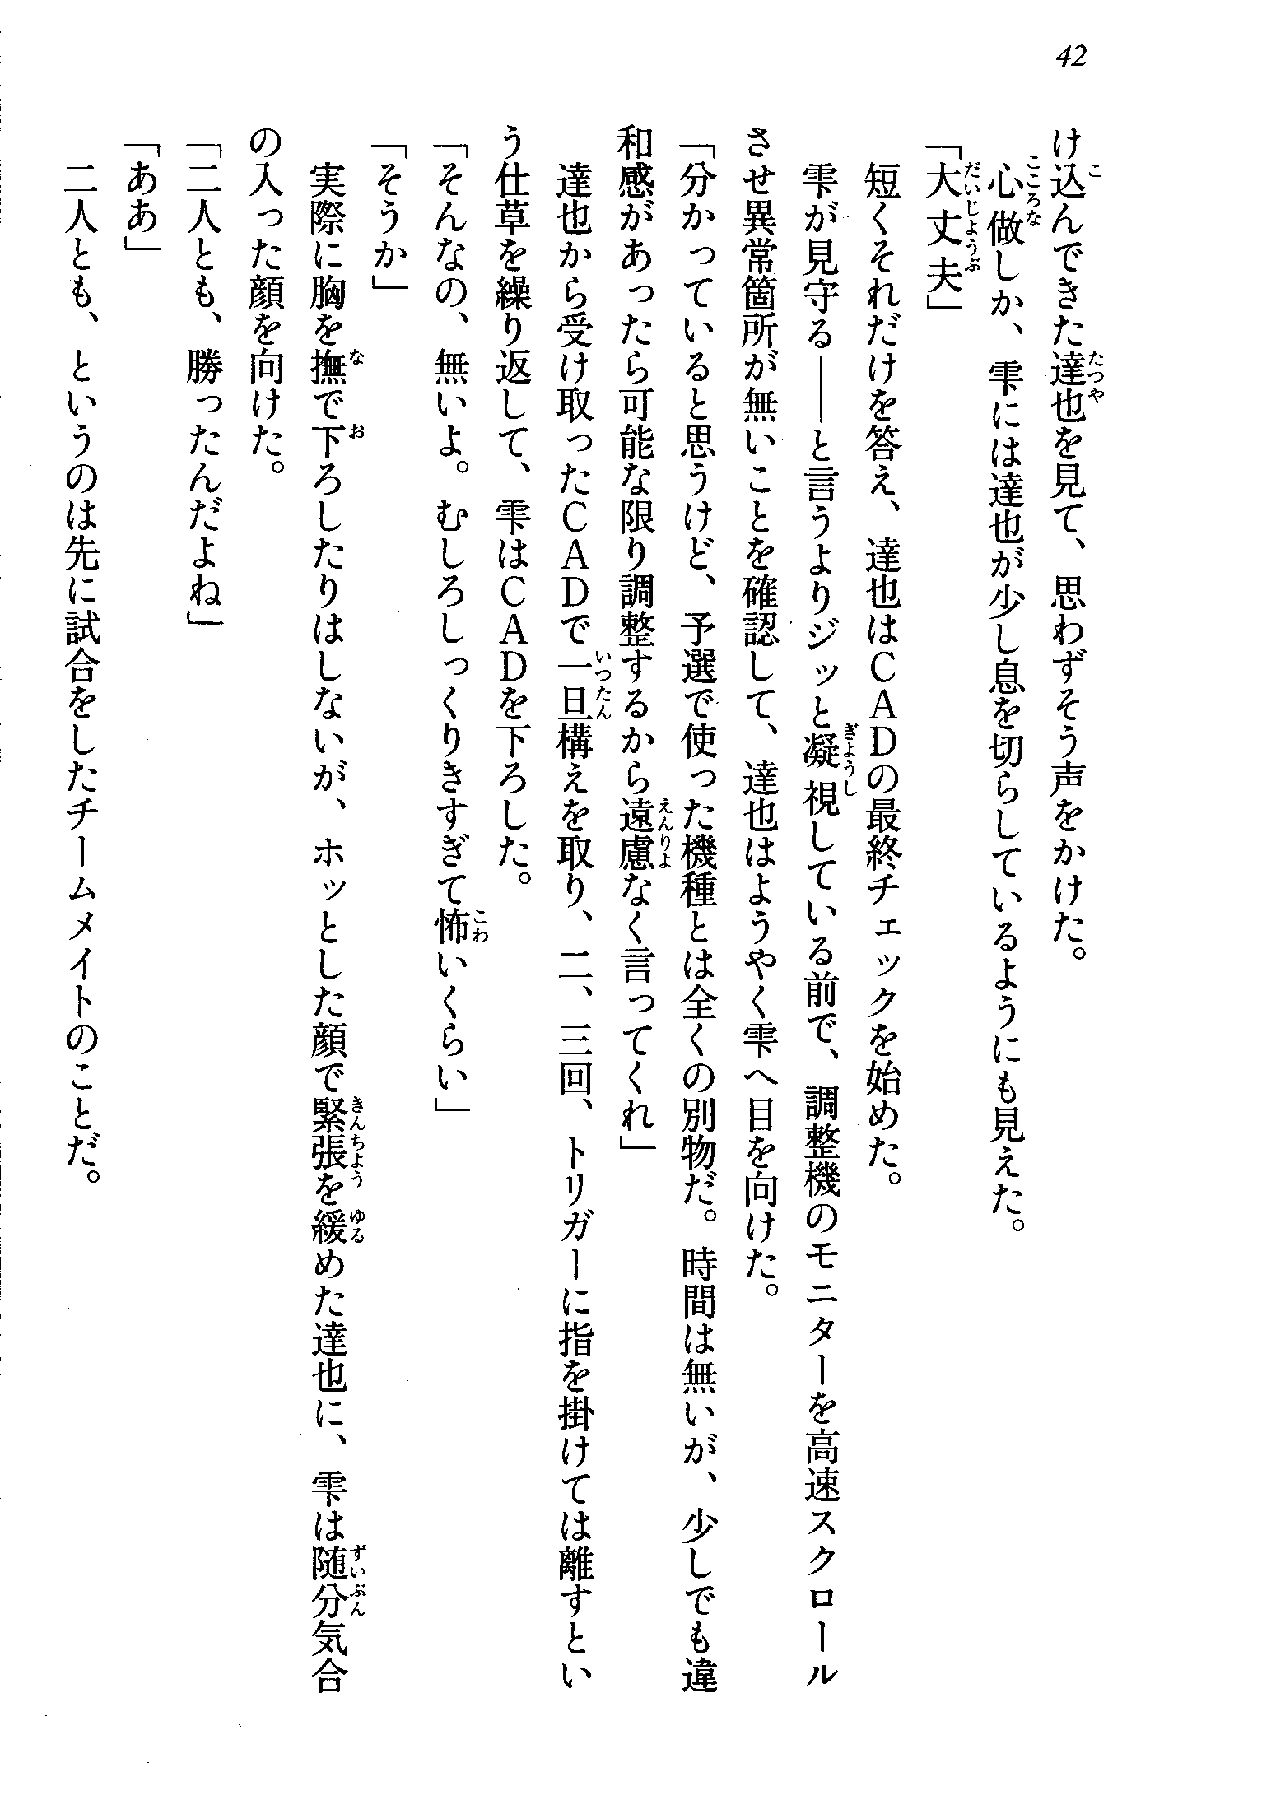 42
け込んできた達也を見て、思わずそう声をかけた。
心做しか、雫には達也が少し息を切らしているようにも見えた。
「大丈夫」
短くそれだけを答え、達也はＣＡＤの最終チェックを始めた。
雫が見守る――と言うよりジッと凝視している前で、調整機のモニターを高速スクロール
させ異常箇所が無いことを確認して、達也はようやく雫へ目を向けた。
「分かっていると思うけど、予選で使った機種とは全くの別物だ。時間は無いが、少しでも違
和感があったら可能な限り調整するから遠慮なく言ってくれ」
達也から受け取ったＣＡＤで一旦構えを取り、二、三回、トリガーに指を掛けては離すとい
う仕草を繰り返して、雫はＣＡＤを下ろした。
「そんなの、無いよ。むしろしっくりきすぎて怖いくらい」
「そうか」
実際に胸を撫で下ろしたりはしないが、ホッとした顔で緊張を緩めた達也に、雫は随分気合
の入った顔を向けた。
「二人とも、勝ったんだよね」
「ああ」
二人とも、というのは先に試合をしたチームメイトのことだ。